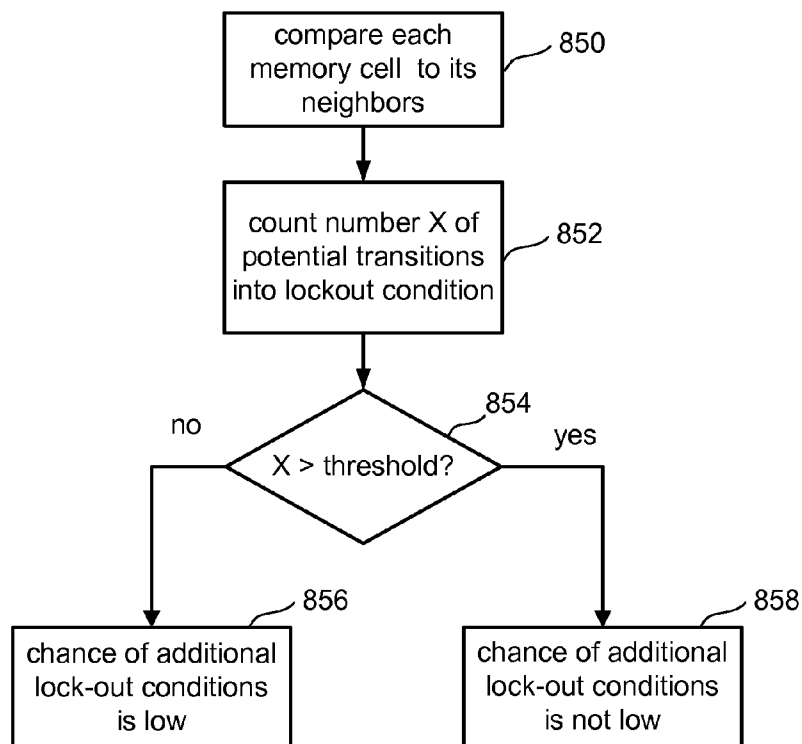 compare each
memory cell to its
neighbors
850
count number X of
potential transitions
into lockout condition
852
854
no
X > threshold?
yes
856
858
chance of additional
lock-out conditions
is low
chance of additional
lock-out conditions
is not low